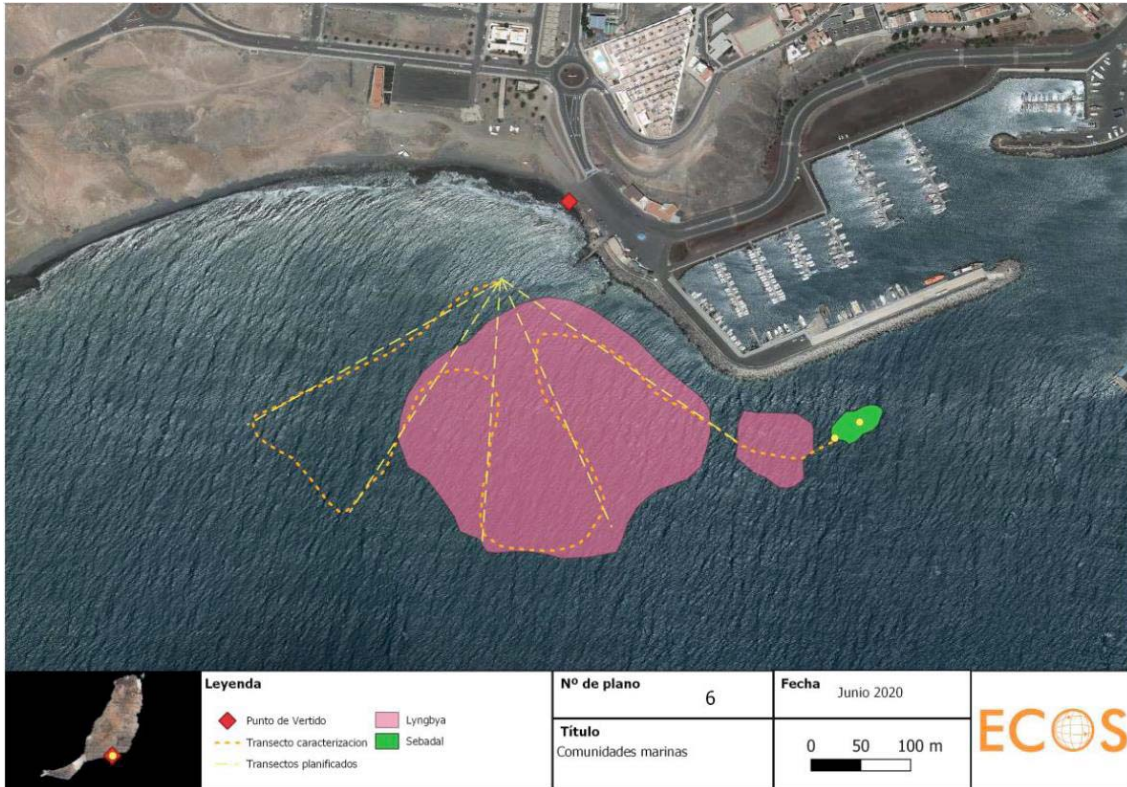 Leyenda
Punto de Vertido
Transecto caracterizacion
Transectos planificados
Lyngbya
Sebadal
Nº de plano
6
Título
Comunidades marinas
Fecha
Junio 2020
0 50 100 m
ECOS